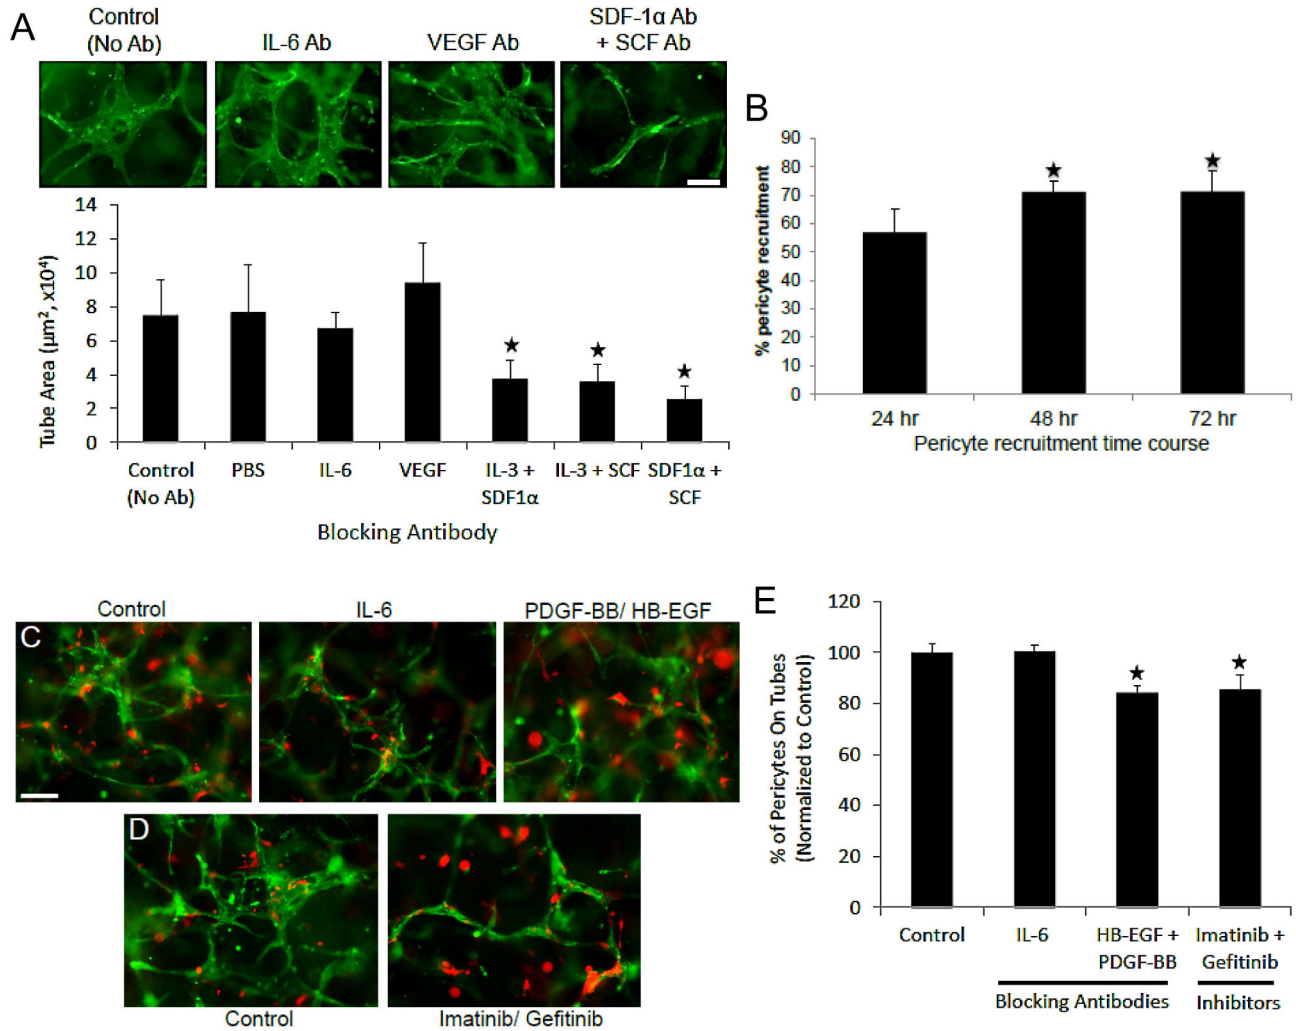 A
Control
(No Ab)
IL-6 Ab
VEGF Ab
SDF-1α Ab
+ SCF Ab
14
12
10
8
6
4
2
0
Tube Area (µm², x10⁴)
Control
(No Ab)
PBS
IL-6
VEGF
IL-3 +
SDF1α
IL-3 + SCF
SDF1α +
SCF
Blocking Antibody
B
90
80
70
60
50
40
30
20
10
0
% pericyte recruitment
24 hr
48 hr
72 hr
Pericyte recruitment time course
Control
IL-6
PDGF-BB/ HB-EGF
C
D
Control
Imatinib/ Gefitinib
E
120
100
80
60
40
20
0
% of Pericytes On Tubes
(Normalized to Control)
Control
IL-6
HB-EGF +
PDGF-BB
Imatinib +
Gefitinib
Blocking Antibodies
Inhibitors